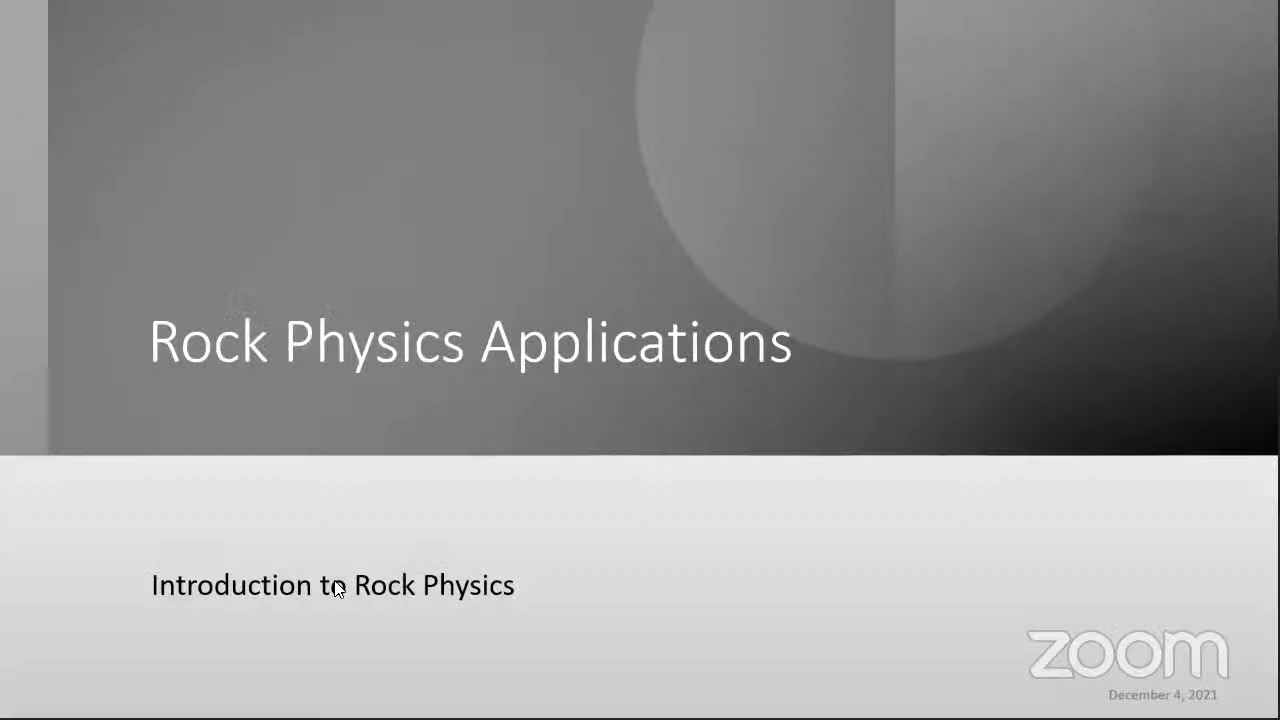 Rock Physics Applications
Introduction to Rock Physics
zoom
December 4, 2021